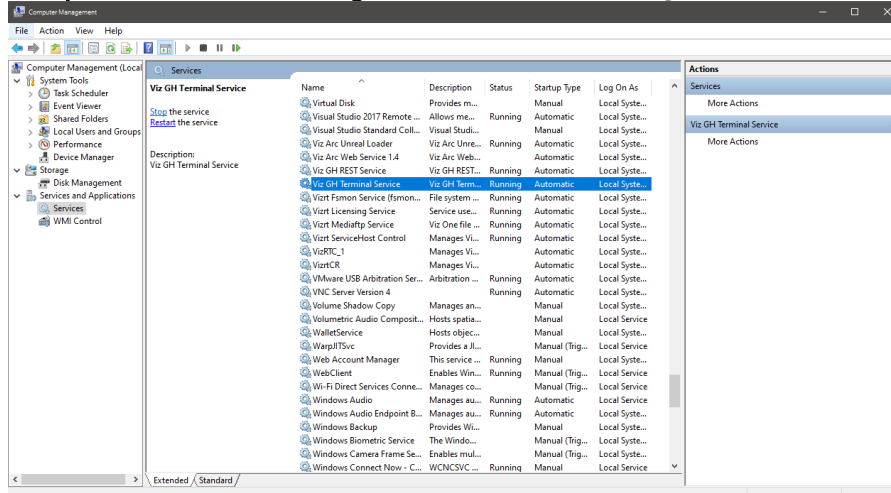 Computer Management
File Action View Help
Computer Management (Local
System Tools
Task Scheduler
Event Viewer
Shared Folders
Local Users and Groups
Performance
Device Manager
Storage
Disk Management
Services and Applications
Services
WMI Control
Services
Viz GH Terminal Service
Stop the service
Restart the service
Description:
Viz GH Terminal Service
Name Description Status Startup Type Log On As
Virtual Disk Provides m... Manual Local Syste...
Visual Studio 2017 Remote ... Allows me... Running Automatic Local Syste...
Visual Studio Standard Coll... Visual Studi... Manual Local Syste...
Viz Arc Unreal Loader Viz Arc Unre... Running Automatic Local Syste...
Viz Arc Web Service 1.4 Viz Arc Web... Automatic Local Syste...
Viz GH REST Service Viz GH REST... Running Automatic Local Syste...
Viz GH Terminal Service Viz GH Term... Running Automatic Local Syste...
Vizrt Fsmon Service (fsmon... File system ... Running Automatic Local Syste...
Vizrt Licensing Service Service use... Running Automatic Local Syste...
Vizrt Mediaftp Service Viz One file ... Running Automatic Local Syste...
Vizrt ServiceHost Control Manages Vi... Running Automatic Local Syste...
VizRTC_1 Manages Vi... Automatic Local Syste...
VizrtCR Manages Vi... Automatic Local Syste...
VMware USB Arbitration Ser... Arbitration ... Running Automatic Local Syste...
VNC Server Version 4 Running Automatic Local Syste...
Volume Shadow Copy Manages an... Manual Local Syste...
Volumetric Audio Composit... Hosts spatia... Manual Local Service
WalletService Hosts objec... Manual Local Syste...
WarpJITSvc Provides a JI... Manual (Trig... Local Service
Web Account Manager This service ... Running Manual Local Syste...
WebClient Enables Win... Running Manual (Trig... Local Service
Wi-Fi Direct Services Conne... Manages co... Manual (Trig... Local Service
Windows Audio Manages au... Running Automatic Local Service
Windows Audio Endpoint B... Manages au... Running Automatic Local Syste...
Windows Backup Provides Wi... Manual Local Syste...
Windows Biometric Service The Windo... Manual (Trig... Local Syste...
Windows Camera Frame Se... Enables mul... Manual (Trig... Local Service
Windows Connect Now - C... WCNCSVC ... Running Manual Local Service
Extended Standard
Actions
Services
More Actions
Viz GH Terminal Service
More Actions